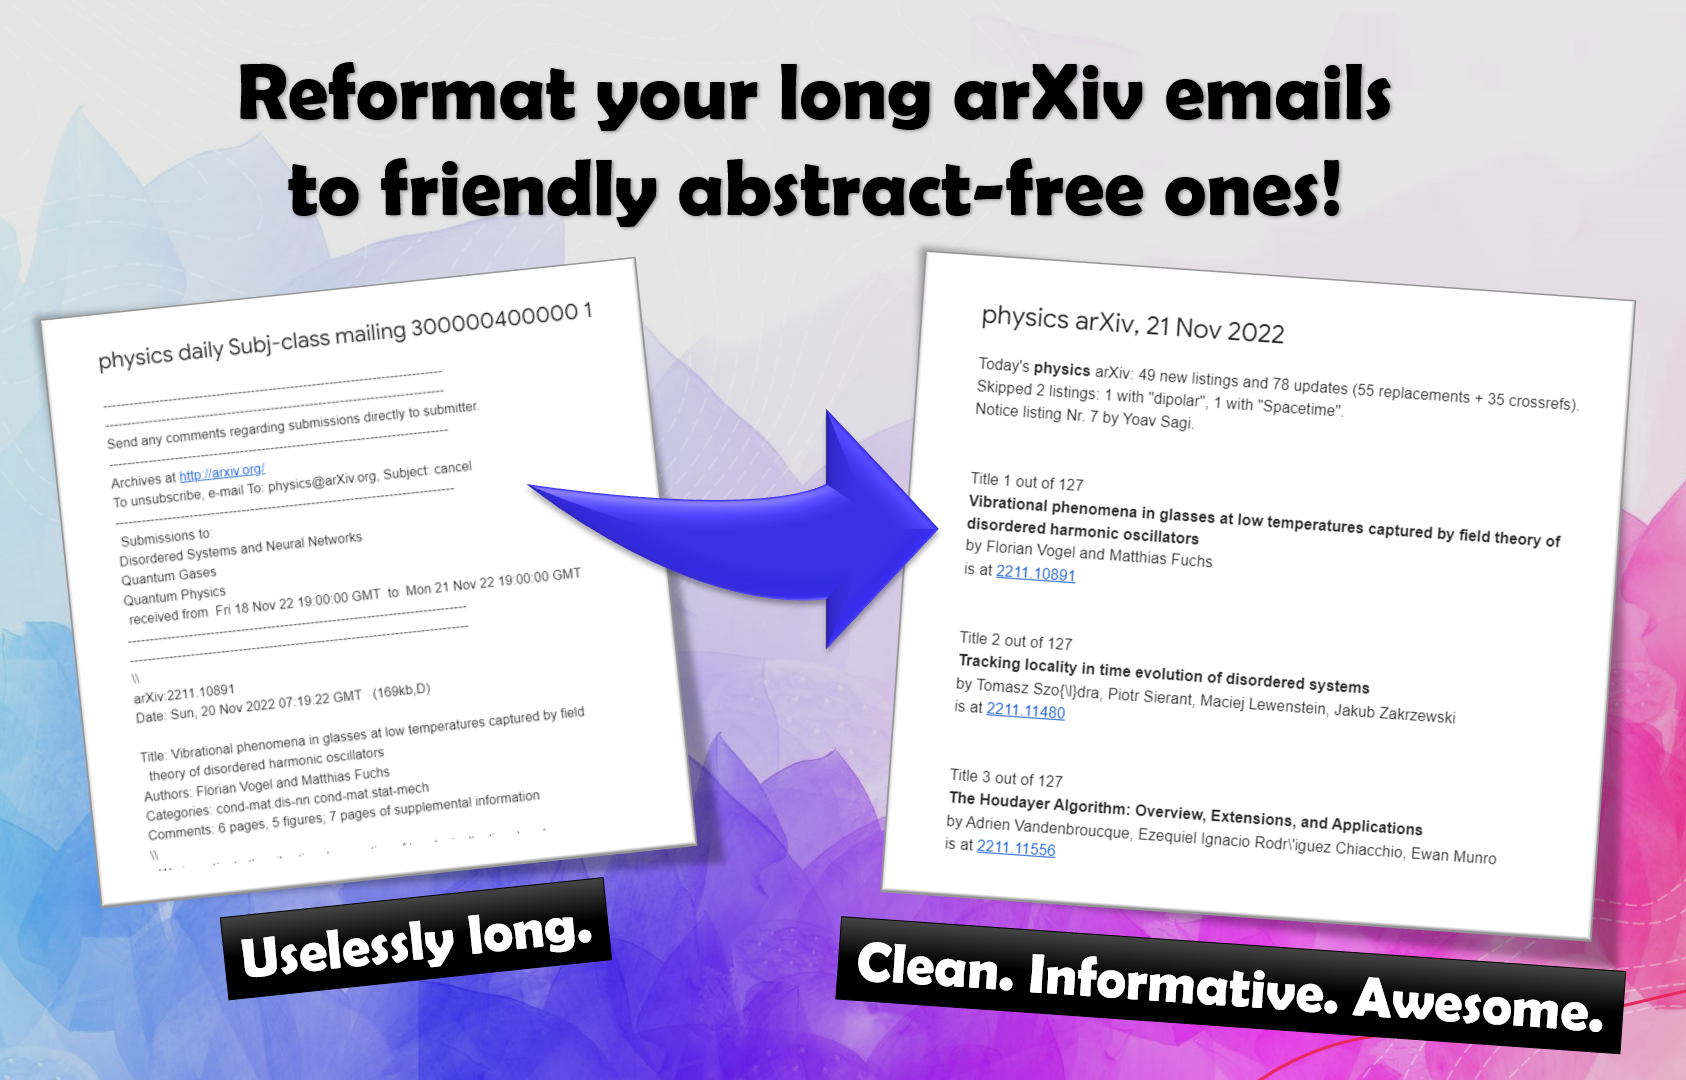 Reformat your long arXiv emails
to friendly abstract-free ones!
physics daily Subj-class mailing 300000400000 1
------------------------------------------------------------------------------
------------------------------------------------------------------------------
Send any comments regarding submissions directly to submitter.
------------------------------------------------------------------------------
Archives at http://arxiv.org/
To unsubscribe, e-mail To: physics@arXiv.org, Subject: cancel
------------------------------------------------------------------------------
Submissions to:
Disordered Systems and Neural Networks
Quantum Gases
Quantum Physics
received from Fri 18 Nov 22 19:00:00 GMT to Mon 21 Nov 22 19:00:00 GMT
------------------------------------------------------------------------------
------------------------------------------------------------------------------
\\
arXiv:2211.10891
Date: Sun, 20 Nov 2022 07:19:22 GMT (169kb,D)
Title: Vibrational phenomena in glasses at low temperatures captured by field
theory of disordered harmonic oscillators
Authors: Florian Vogel and Matthias Fuchs
Categories: cond-mat.dis-nn cond-mat.stat-mech
Comments: 6 pages, 5 figures; 7 pages of supplemental information
\\
Uselessly long.
physics arXiv, 21 Nov 2022
Today's physics arXiv: 49 new listings and 78 updates (55 replacements + 35 crossrefs).
Skipped 2 listings: 1 with "dipolar", 1 with "Spacetime".
Notice listing Nr. 7 by Yoav Sagi.
Title 1 out of 127
Vibrational phenomena in glasses at low temperatures captured by field theory of
disordered harmonic oscillators
by Florian Vogel and Matthias Fuchs
is at 2211.10891
Title 2 out of 127
Tracking locality in time evolution of disordered systems
by Tomasz Szo{\l}dra, Piotr Sierant, Maciej Lewenstein, Jakub Zakrzewski
is at 2211.11480
Title 3 out of 127
The Houdayer Algorithm: Overview, Extensions, and Applications
by Adrien Vandenbroucque, Ezequiel Ignacio Rodr\'iguez Chiacchio, Ewan Munro
is at 2211.11556
Clean. Informative. Awesome.